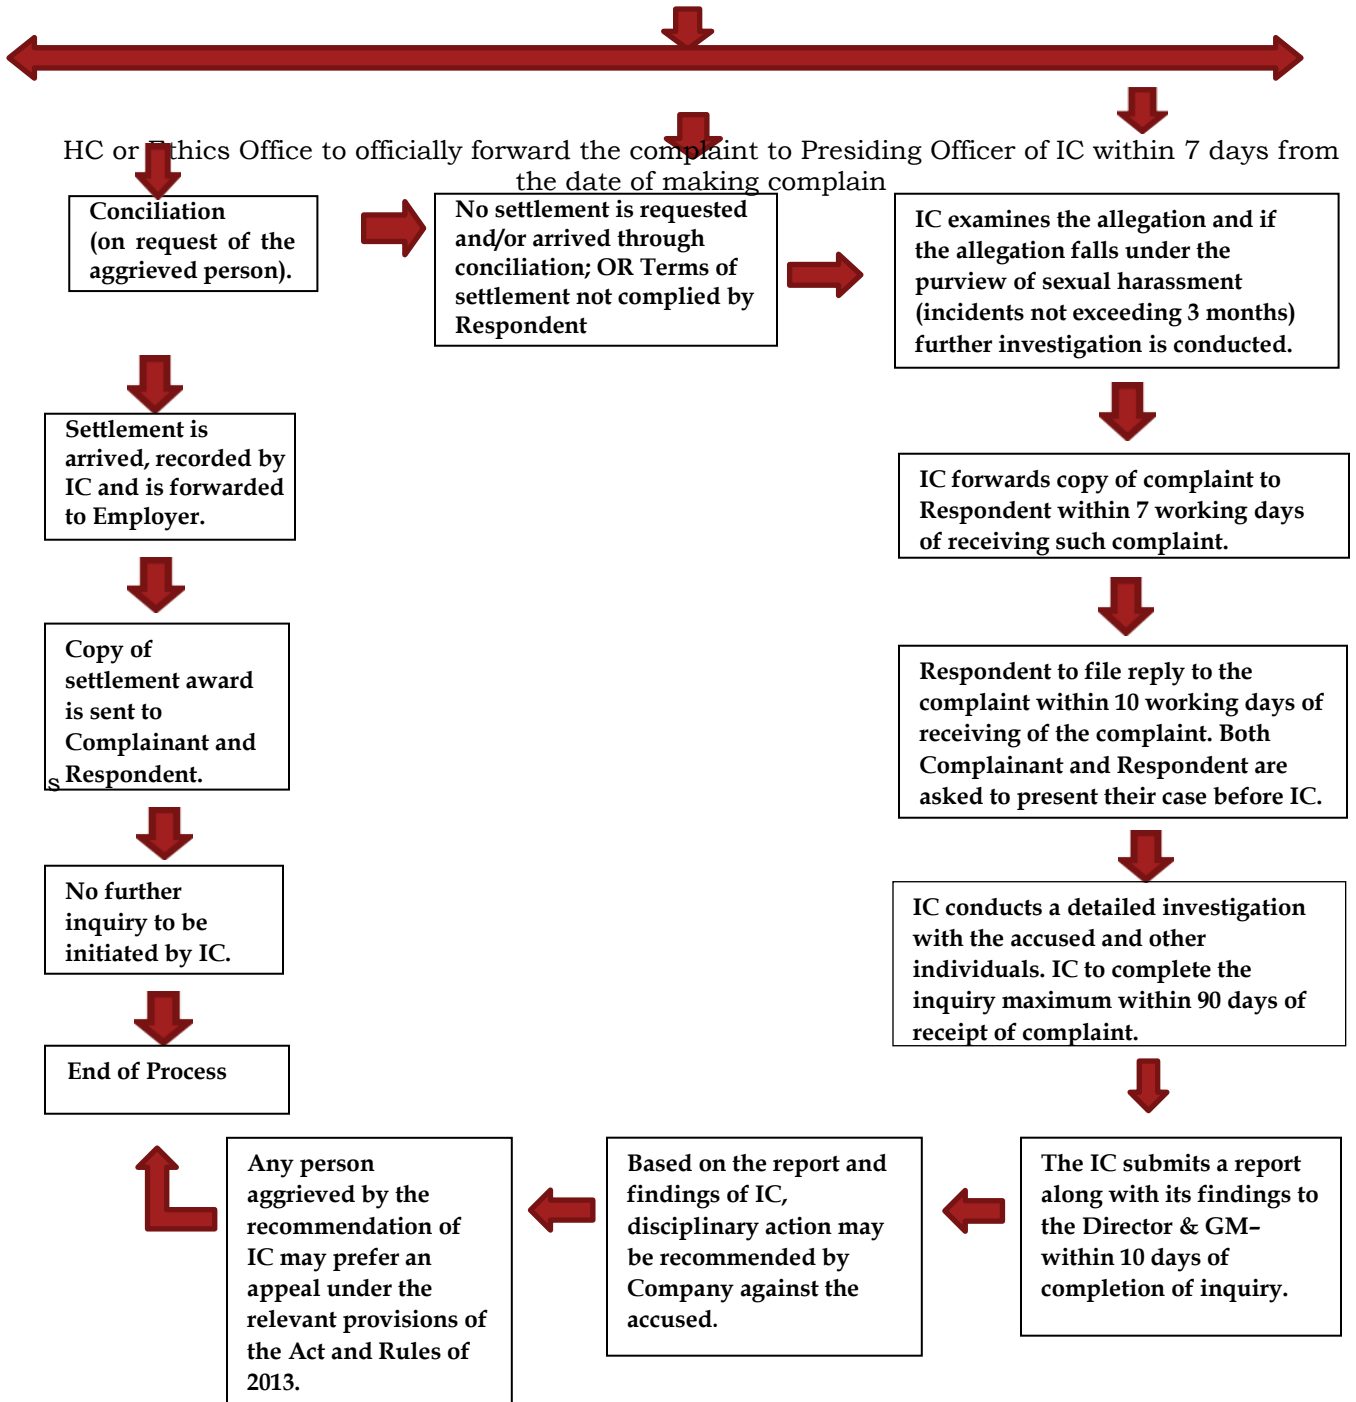 HC or Ethics Office to officially forward the complaint to Presiding Officer of IC within 7 days from
the date of making complain
Conciliation
(on request of the
aggrieved person).
No settlement is requested
and/or arrived through
conciliation; OR Terms of
settlement not complied by
Respondent
IC examines the allegation and if
the allegation falls under the
purview of sexual harassment
(incidents not exceeding 3 months)
further investigation is conducted.
Settlement is
arrived, recorded by
IC and is forwarded
to Employer.
IC forwards copy of complaint to
Respondent within 7 working days
of receiving such complaint.
Copy of
settlement award
is sent to
Complainant and
Respondent.
s
Respondent to file reply to the
complaint within 10 working days of
receiving of the complaint. Both
Complainant and Respondent are
asked to present their case before IC.
No further
inquiry to be
initiated by IC.
IC conducts a detailed investigation
with the accused and other
individuals. IC to complete the
inquiry maximum within 90 days of
receipt of complaint.
End of Process
Any person
aggrieved by the
recommendation of
IC may prefer an
appeal under the
relevant provisions of
the Act and Rules of
2013.
Based on the report and
findings of IC,
disciplinary action may
be recommended by
Company against the
accused.
The IC submits a report
along with its findings to
the Director & GM–
within 10 days of
completion of inquiry.